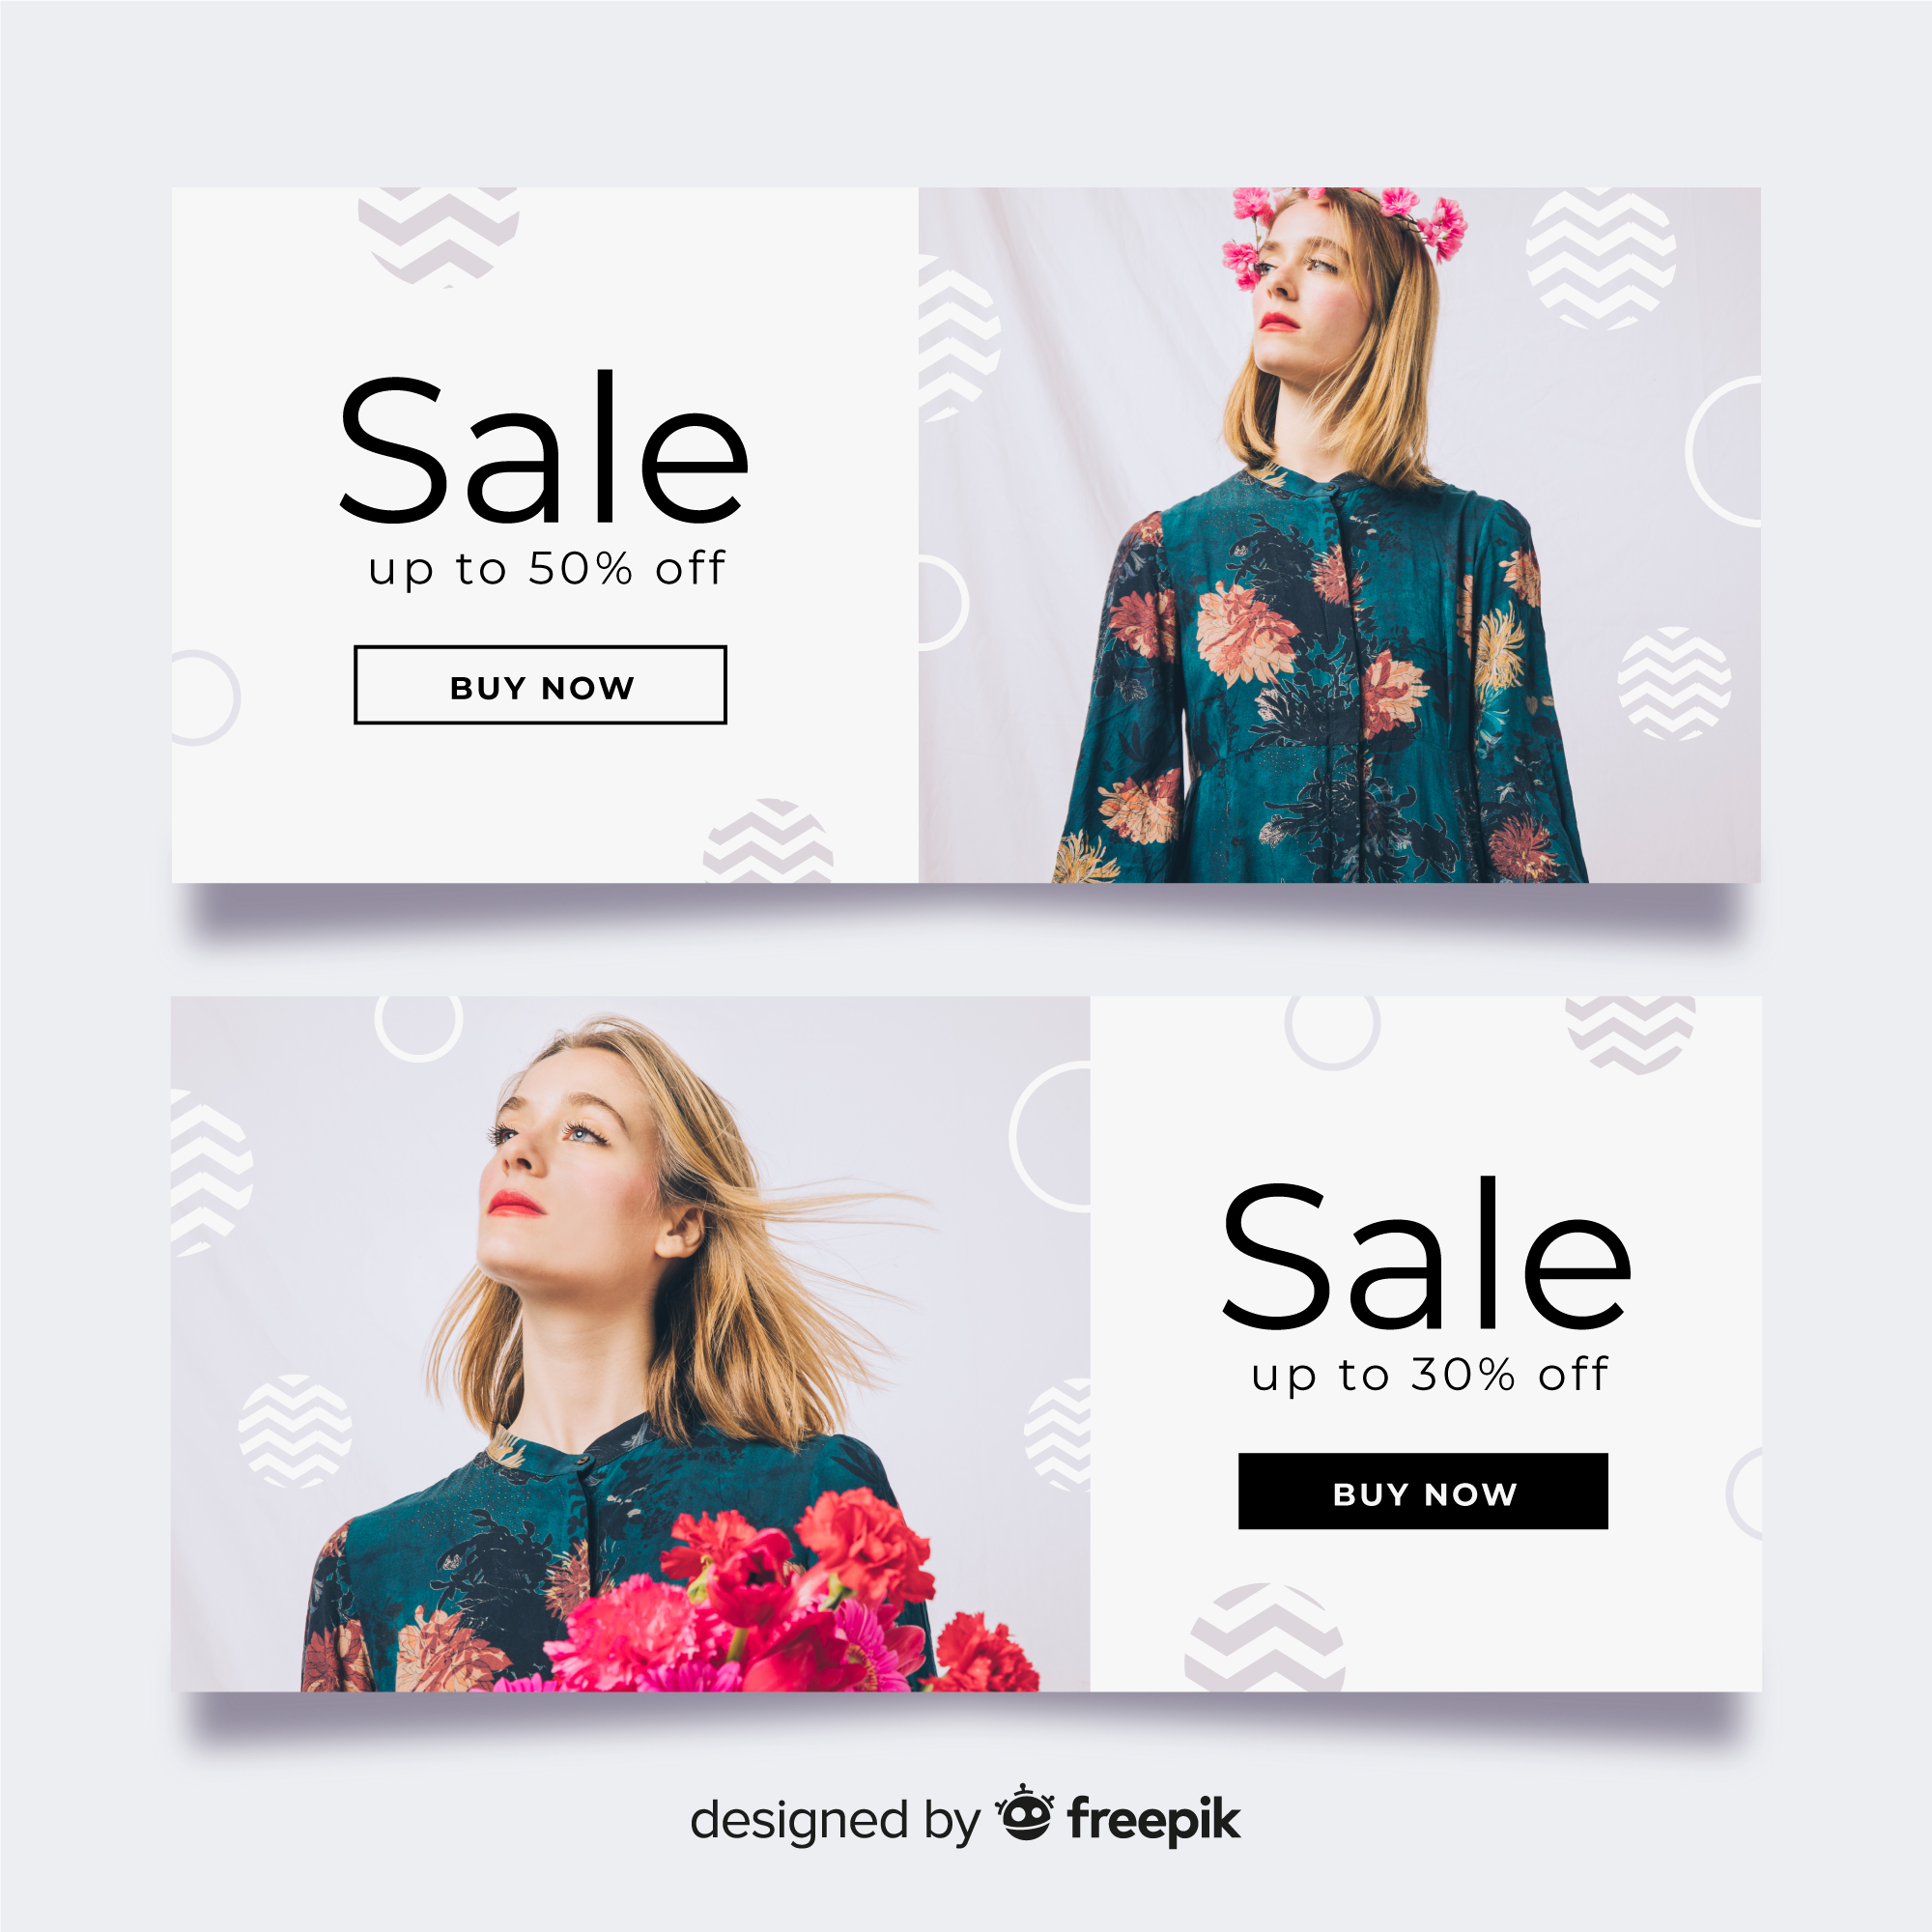 Sale
up to 50% off
BUY NOW
Sale
up to 30% off
BUY NOW
designed by freepik